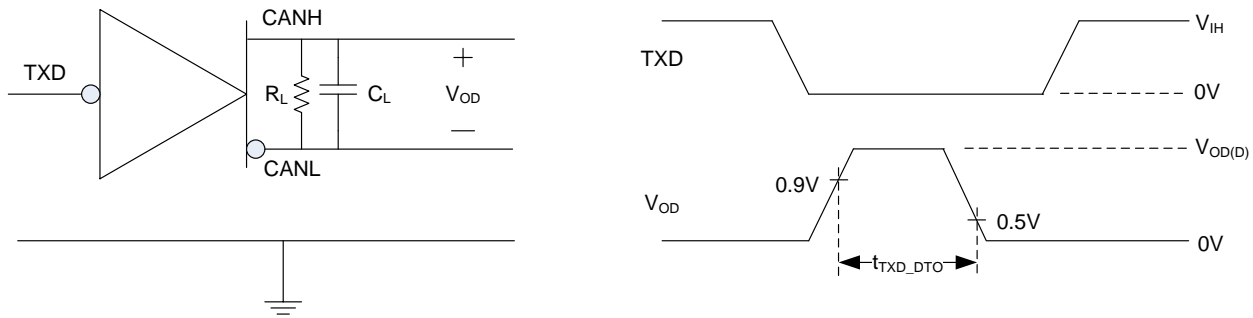 CANH
TXD
R_L
C_L
+
V_OD
—
CANL
TXD
V_IH
0V
V_OD(D)
0.9V
V_OD
0.5V
0V
t_TXD_DTO